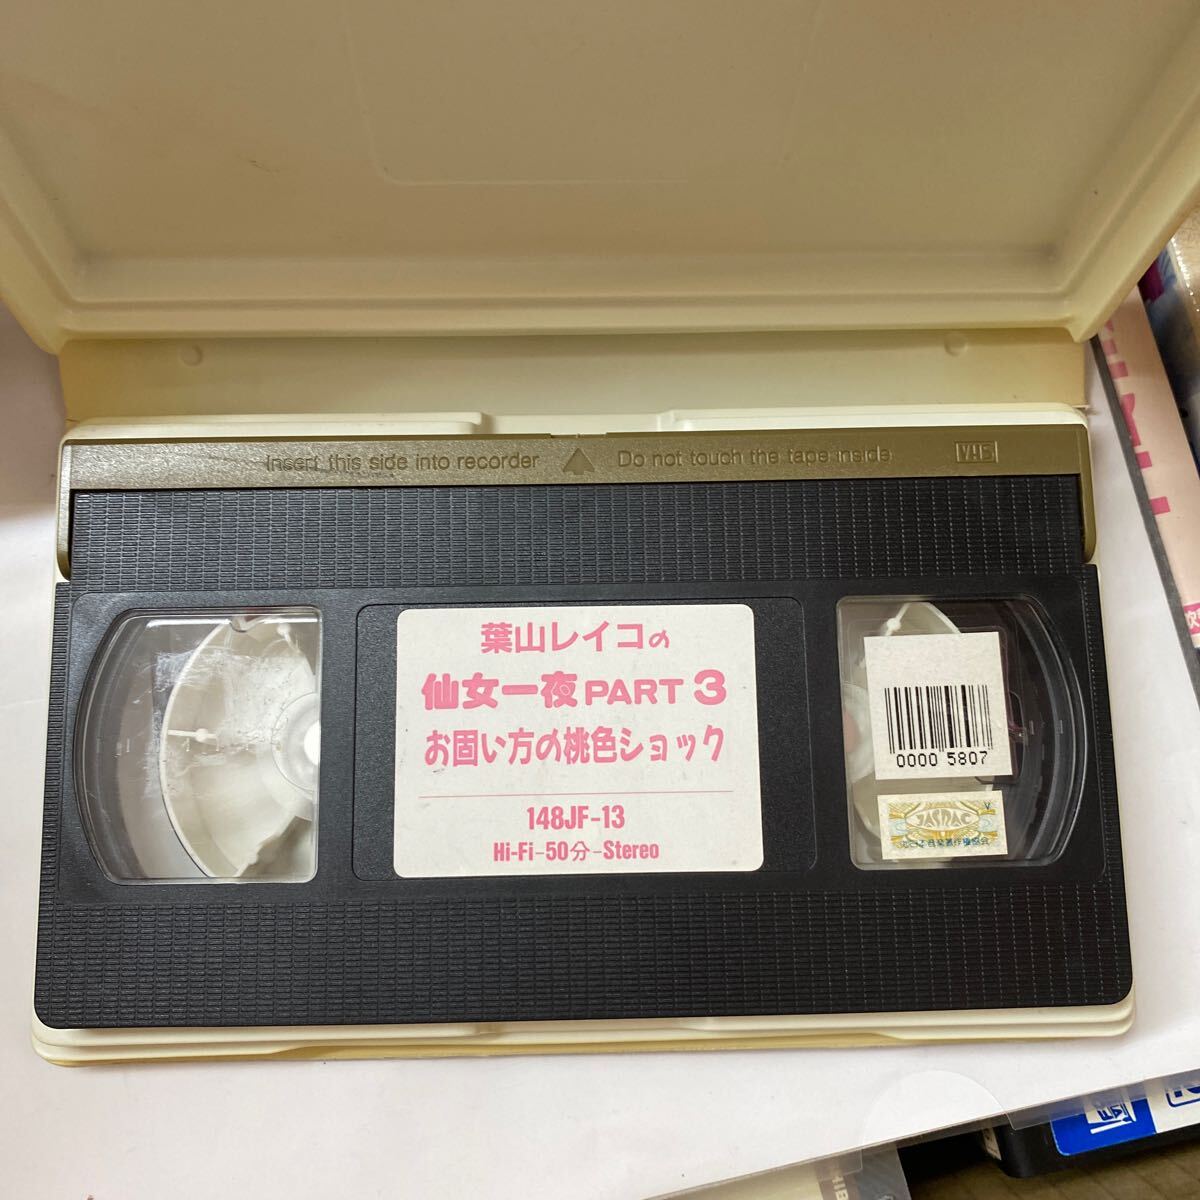 Insert this side into recorder Do not touch the tape inside VHS
葉山レイコの
仙女一夜PART 3
お固い方の桃色ショック
148JF-13
Hi-Fi-50分-Stereo
0000 5807
JASRAC